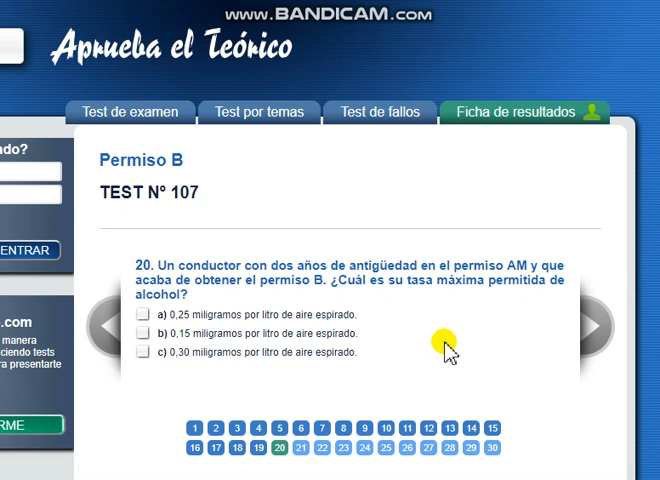 www.BANDICAM.com
Aprueba el Teórico
Test de examen
Test por temas
Test de fallos
Ficha de resultados
ado?
Permiso B
TEST Nº 107
ENTRAR
20. Un conductor con dos años de antigüedad en el permiso AM y que
acaba de obtener el permiso B. ¿Cuál es su tasa máxima permitida de
alcohol?
a) 0,25 miligramos por litro de aire espirado.
b) 0,15 miligramos por litro de aire espirado.
c) 0,30 miligramos por litro de aire espirado.
o.com
manera
ciendo tests
ra presentarte
RME
1 2 3 4 5 6 7 8 9 10 11 12 13 14 15
16 17 18 19 20 21 22 23 24 25 26 27 28 29 30